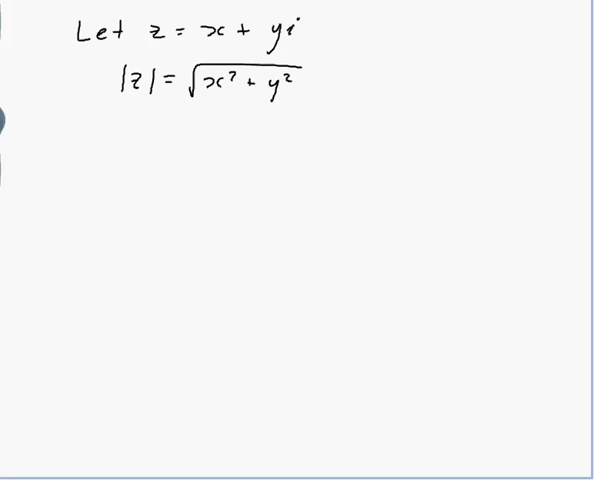 Let z = x + yi
|z| = √(x² + y²)